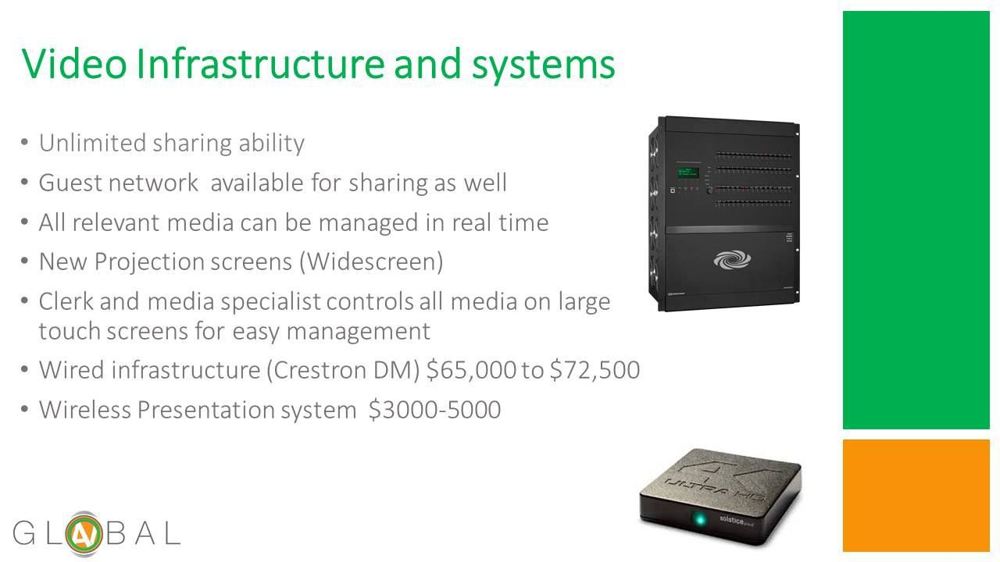 Video Infrastructure and systems
• Unlimited sharing ability
• Guest network available for sharing as well
• All relevant media can be managed in real time
• New Projection screens (Widescreen)
• Clerk and media specialist controls all media on large
touch screens for easy management
• Wired infrastructure (Crestron DM) $65,000 to $72,500
• Wireless Presentation system $3000-5000
4K
ULTRA HD
solstice pod
GLOBAL
AV